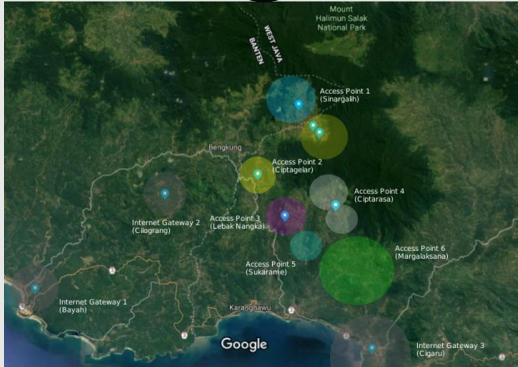 Mount
Halimun Salak
National Park
WEST JAVA
BANTEN
Access Point 1
(Sinargalih)
Bengkung
Access Point 2
(Ciptagelar)
Access Point 4
(Ciptarasa)
Internet Gateway 2
(Cilograng)
Access Point 3
(Lebak Nangka)
Access Point 6
(Margalaksana)
Access Point 5
(Sukarame)
Internet Gateway 1
(Bayah)
Karanghawu
Google
Internet Gateway 3
(Cigaru)